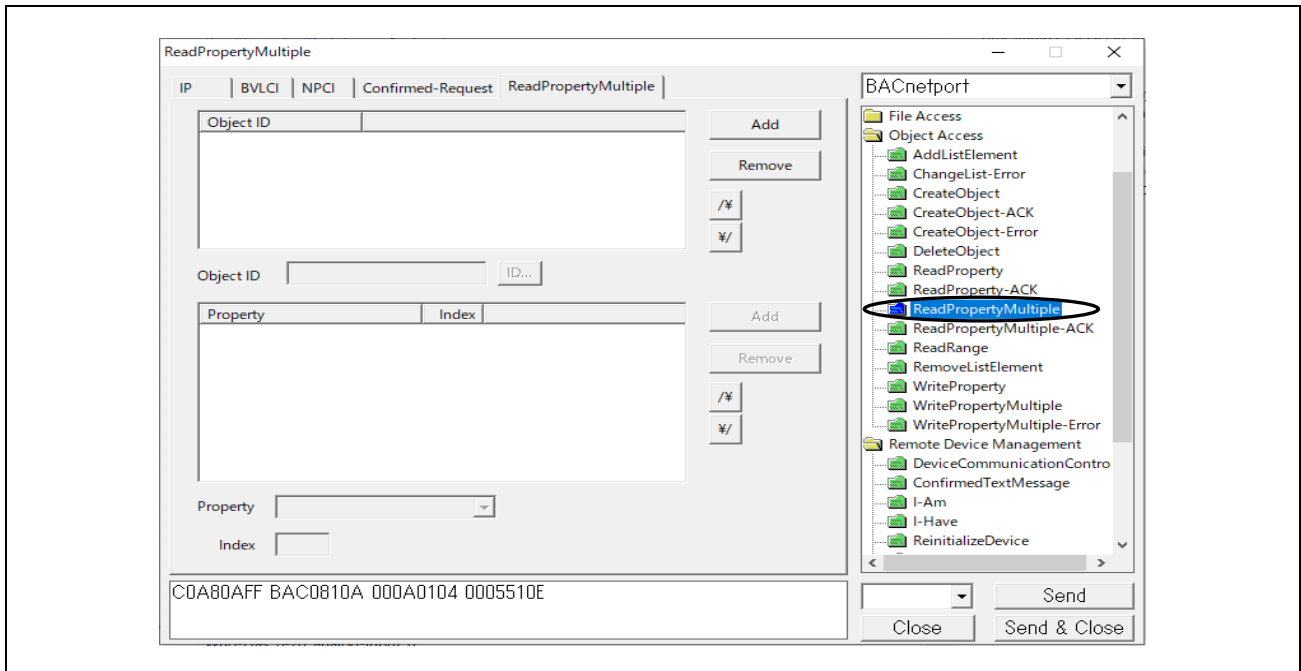 ReadPropertyMultiple
IP BVLCI NPCI Confirmed-Request ReadPropertyMultiple
Object ID
Add
Remove
/¥
¥/
Object ID ID...
Property Index
Add
Remove
/¥
¥/
Property
Index
C0A80AFF BAC0810A 000A0104 0005510E
BACnetport
File Access
Object Access
AddListElement
ChangeList-Error
CreateObject
CreateObject-ACK
CreateObject-Error
DeleteObject
ReadProperty
ReadProperty-ACK
ReadPropertyMultiple
ReadPropertyMultiple-ACK
ReadRange
RemoveListElement
WriteProperty
WritePropertyMultiple
WritePropertyMultiple-Error
Remote Device Management
DeviceCommunicationContro
ConfirmedTextMessage
I-Am
I-Have
ReinitializeDevice
Send
Close Send & Close